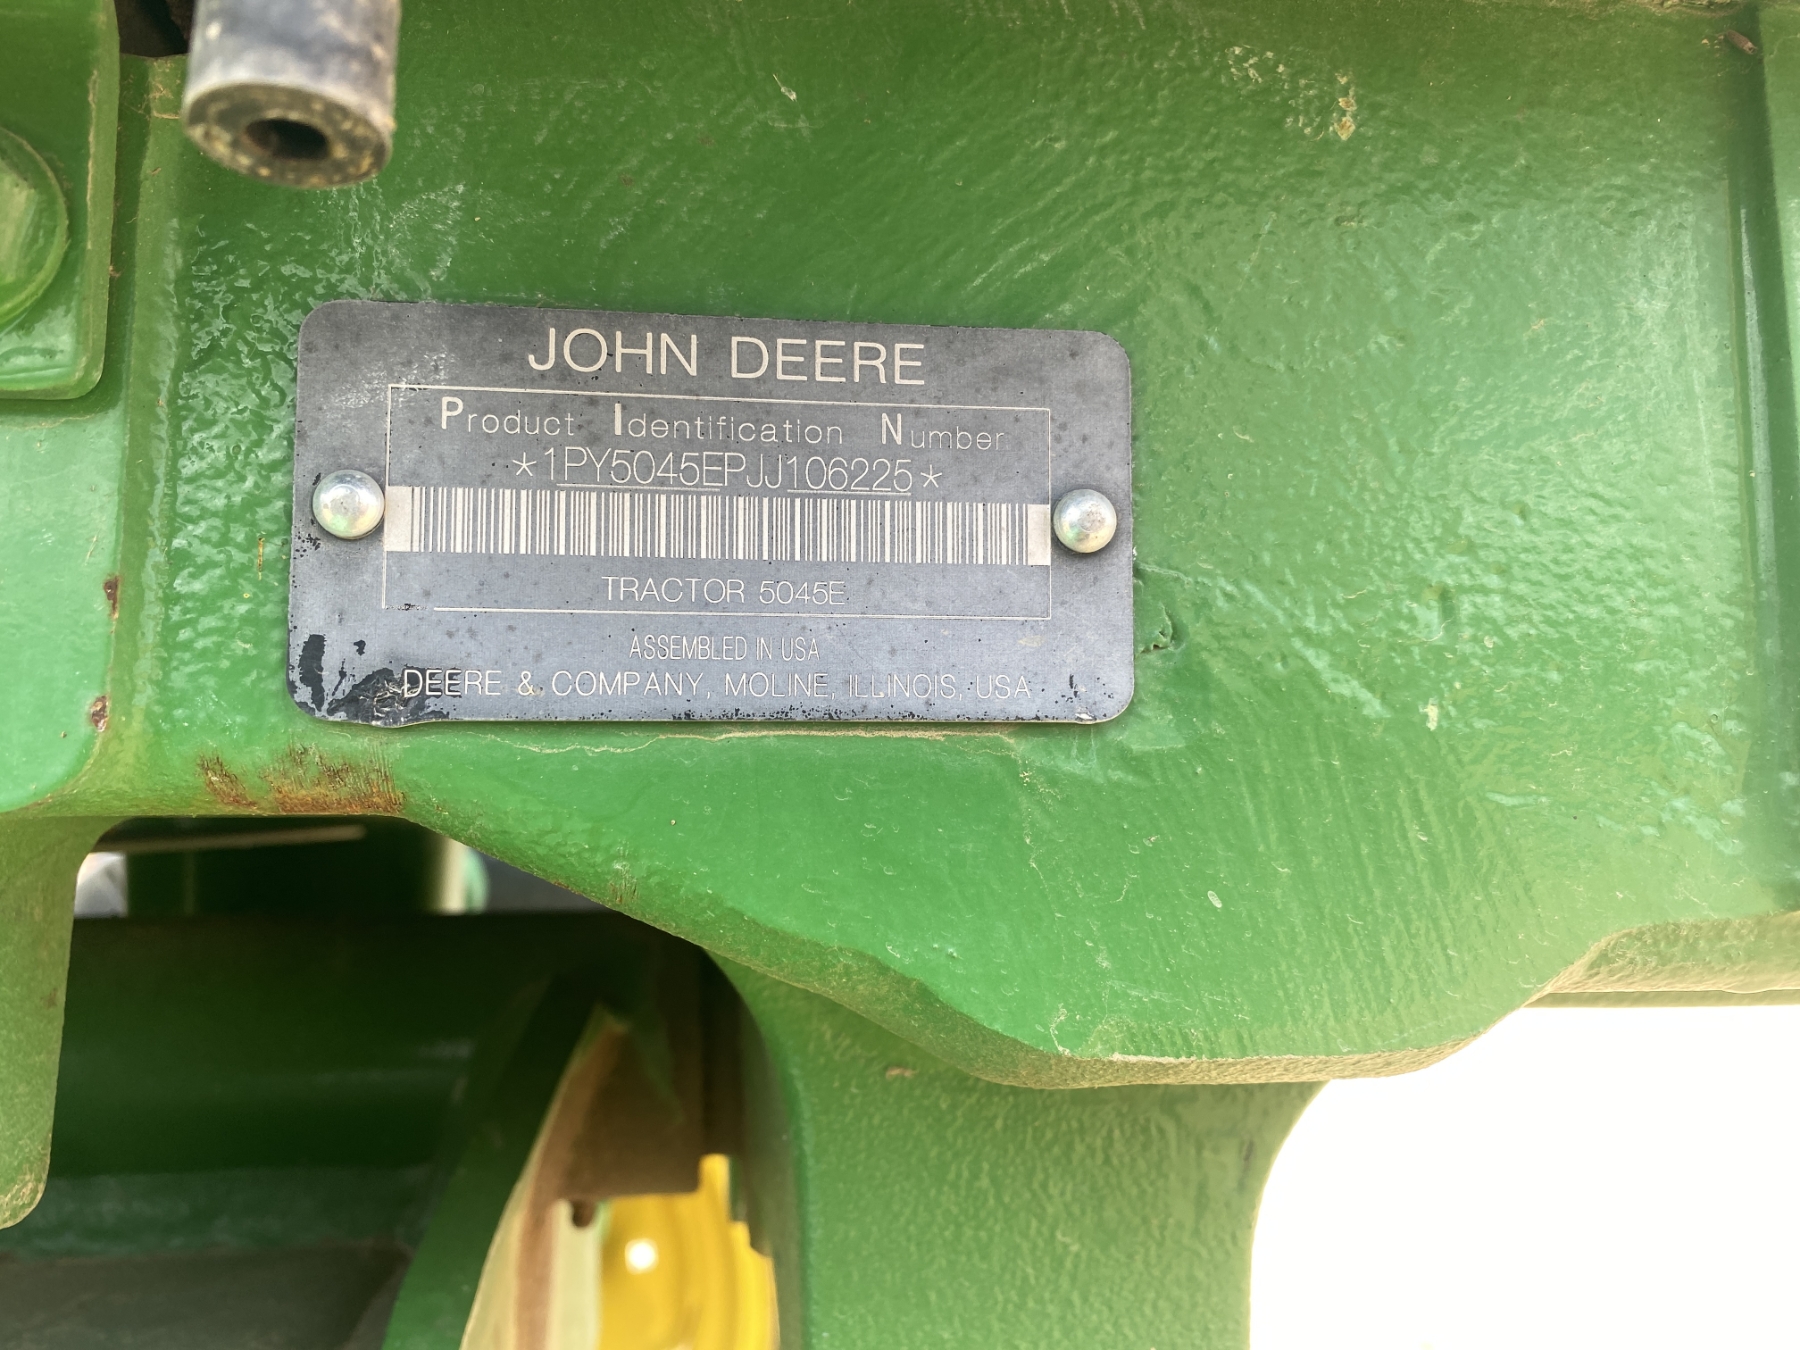 JOHN DEERE
Product Identification Number
*1PY5045EPJJ106225*
TRACTOR 5045E
ASSEMBLED IN USA
DEERE & COMPANY, MOLINE, ILLINOIS, USA